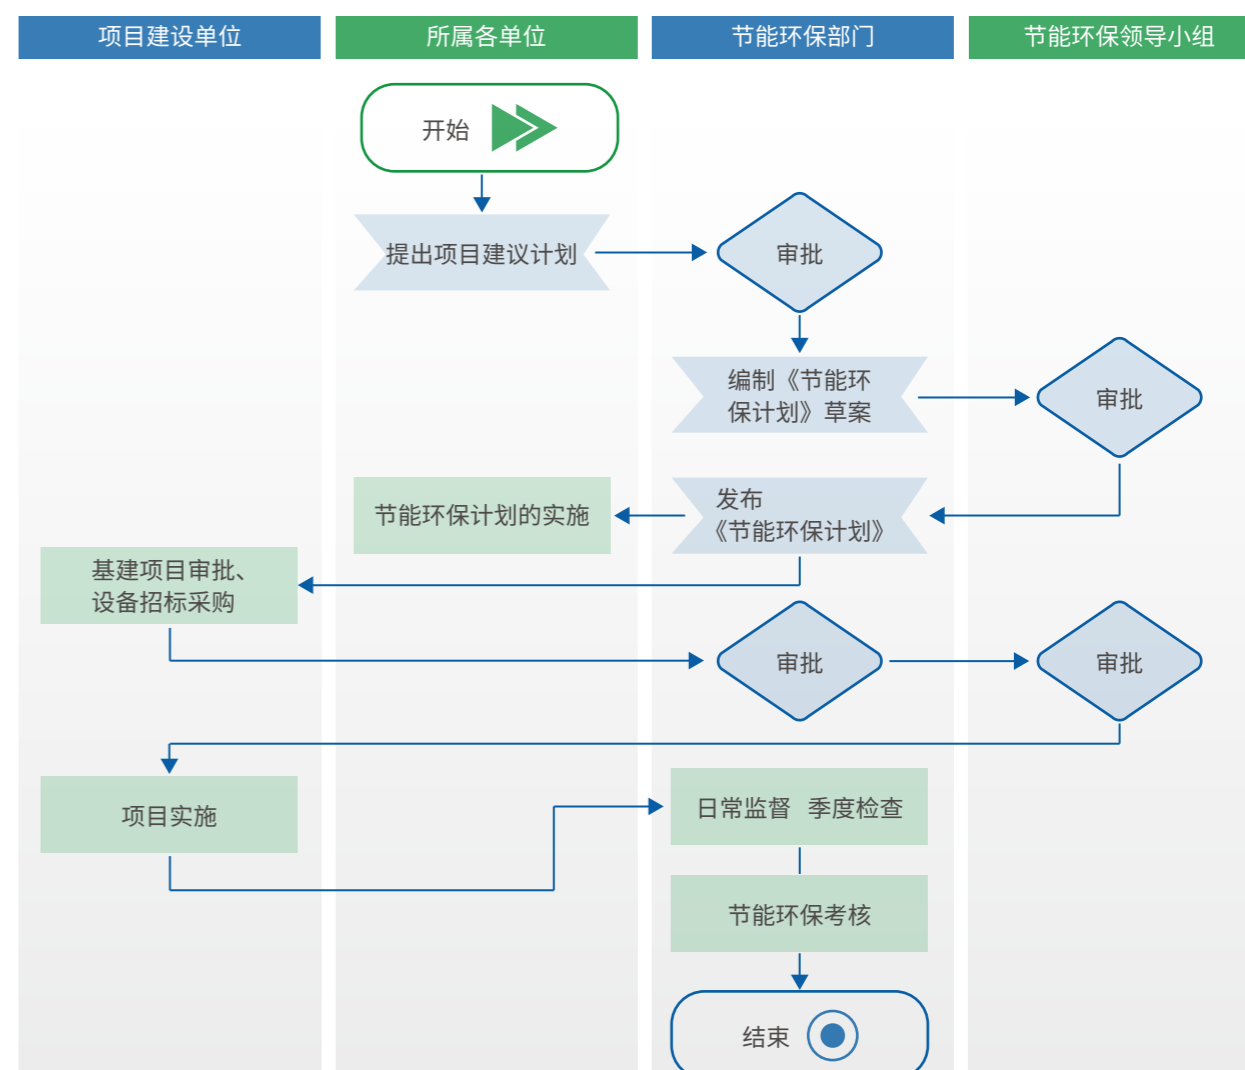 项目建设单位
所属各单位
节能环保部门
节能环保领导小组
开始
提出项目建议计划
审批
编制《节能环
保计划》草案
审批
节能环保计划的实施
发布
《节能环保计划》
基建项目审批、
设备招标采购
审批
审批
项目实施
日常监督 季度检查
节能环保考核
结束